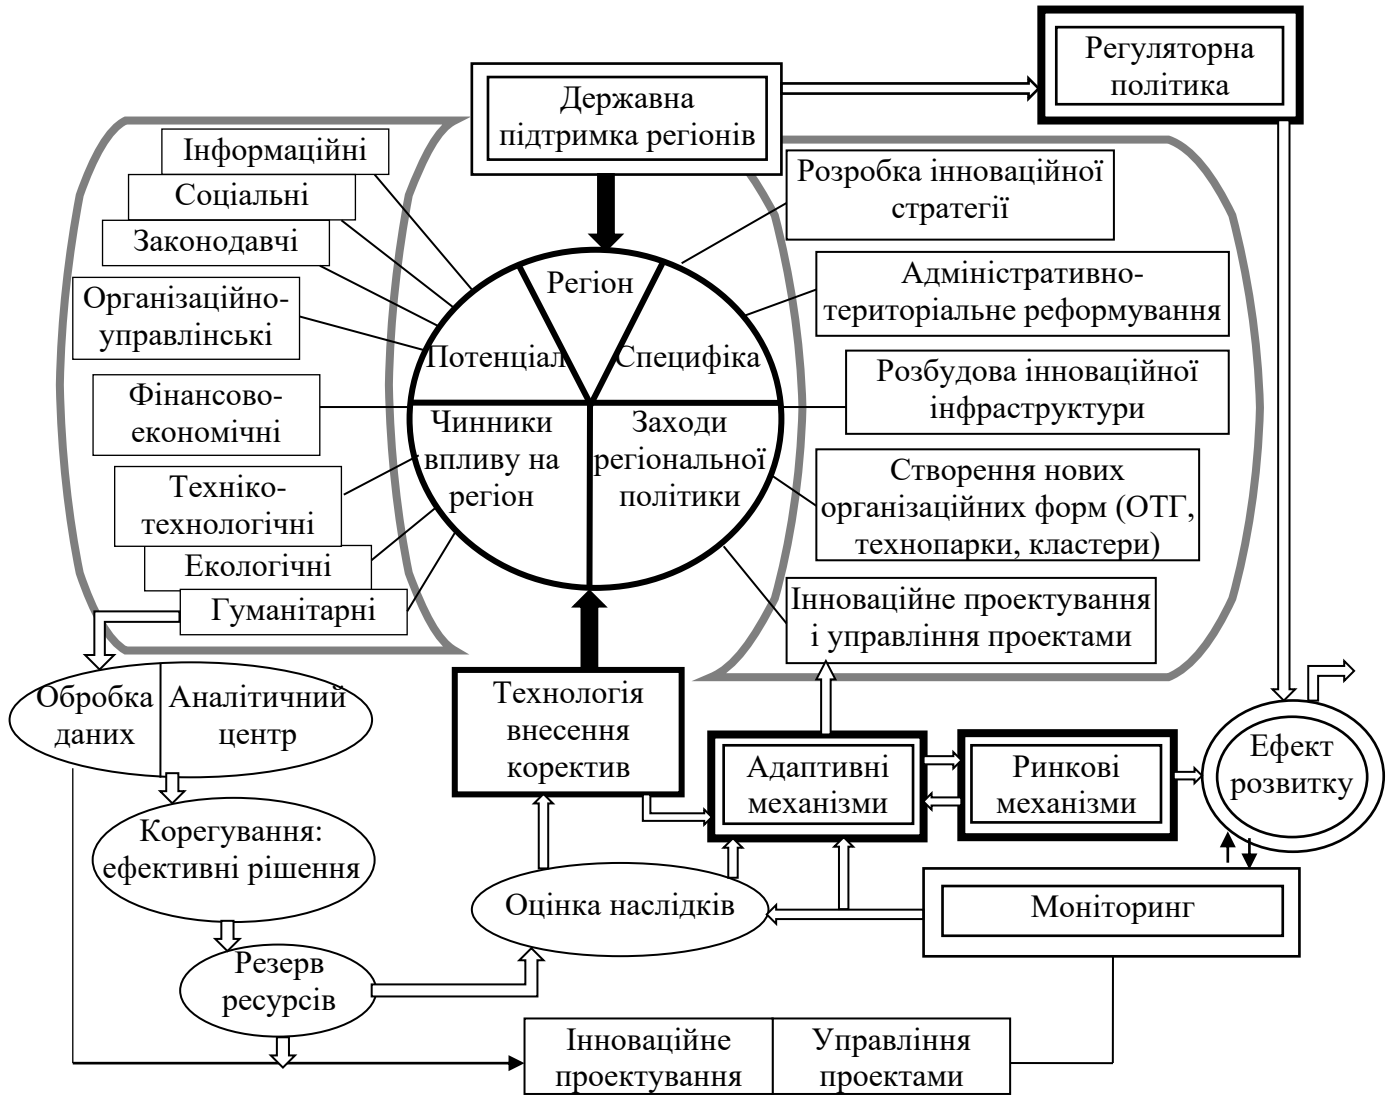 Регуляторна
політика
Державна
підтримка регіонів
Інформаційні
Соціальні
Законодавчі
Організаційно-
управлінські
Фінансово-
економічні
Техніко-
технологічні
Екологічні
Гуманітарні
Регіон
Потенціал
Специфіка
Чинники
впливу на
регіон
Заходи
регіональної
політики
Розробка інноваційної
стратегії
Адміністративно-
територіальне реформування
Розбудова інноваційної
інфраструктури
Створення нових
організаційних форм (ОТГ,
технопарки, кластери)
Інноваційне проектування
і управління проектами
Обробка
даних
Аналітичний
центр
Технологія
внесення
коректив
Адаптивні
механізми
Ринкові
механізми
Ефект
розвитку
Корегування:
ефективні рішення
Оцінка наслідків
Моніторинг
Резерв
ресурсів
Інноваційне
проектування
Управління
проектами